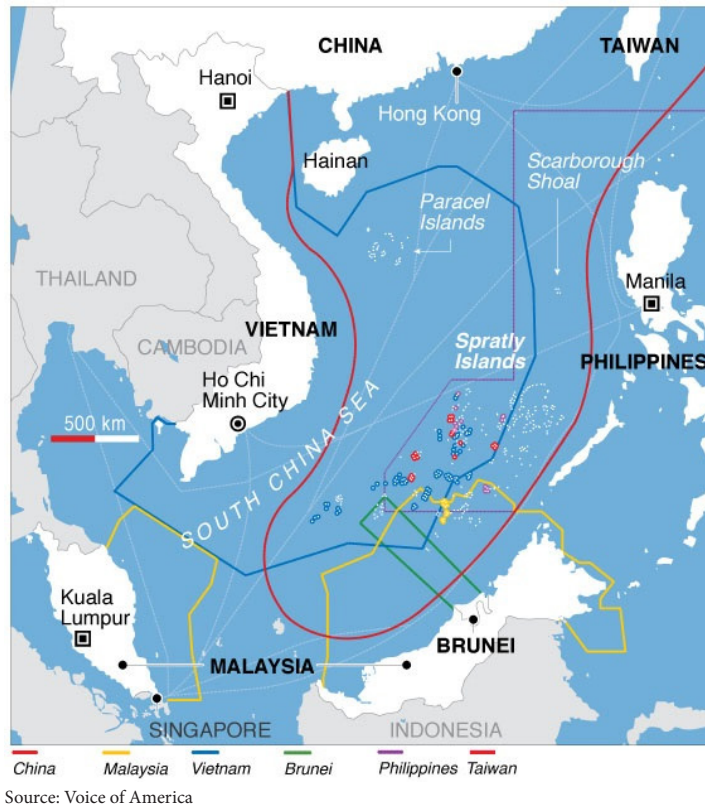 CHINA
TAIWAN
Hanoi
Hong Kong
Hainan
Scarborough
Shoal
Paracel
Islands
THAILAND
Manila
VIETNAM
CAMBODIA
Spratly
Islands
PHILIPPINES
Ho Chi
Minh City
500 km
SOUTH CHINA SEA
Kuala
Lumpur
BRUNEI
MALAYSIA
SINGAPORE
INDONESIA
China
Malaysia
Vietnam
Brunei
Philippines
Taiwan
Source: Voice of America